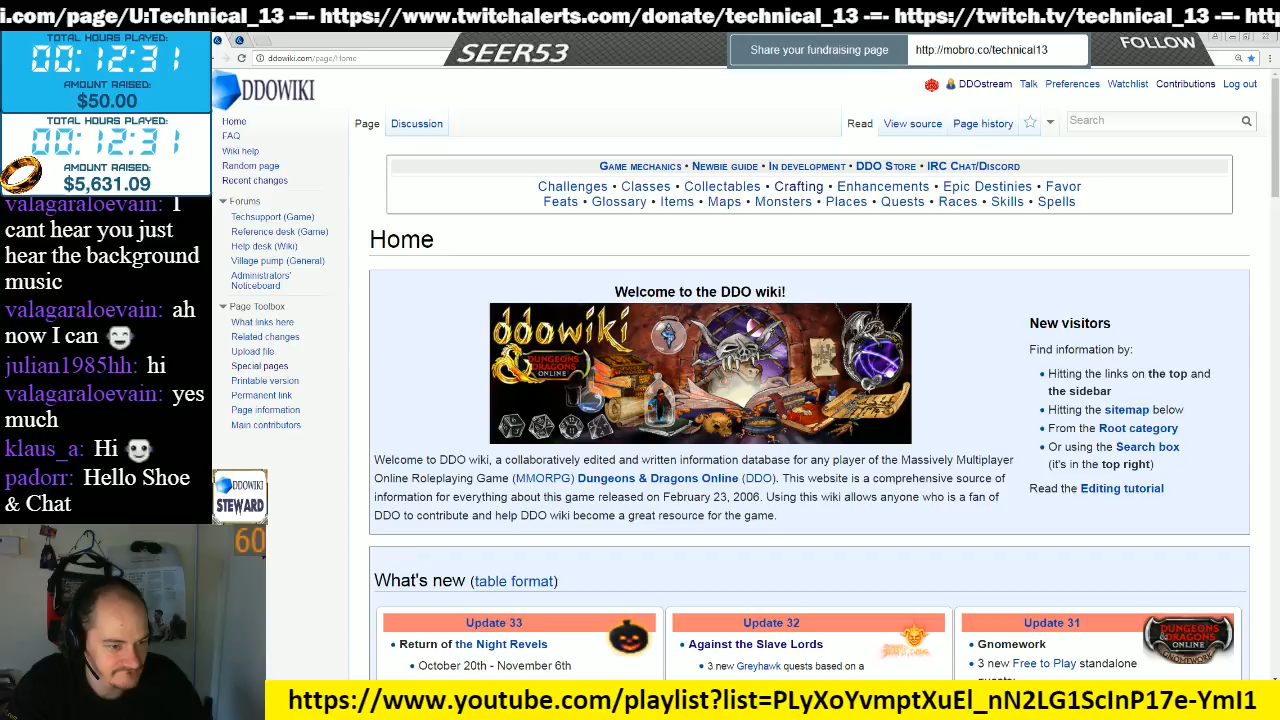 i.com/page/U:Technical_13 -=- https://www.twitchalerts.com/donate/technical_13 -=- https://twitch.tv/technical_13 -=- http
TOTAL HOURS PLAYED:
00:12:31
AMOUNT RAISED:
$50.00
TOTAL HOURS PLAYED:
00:12:31
AMOUNT RAISED:
$5,631.09
valagaraloevain: I
cant hear you just
hear the background
music
valagaraloevain: ah
now I can
julian1985hh: hi
valagaraloevain: yes
much
klaus_a: Hi
padorr: Hello Shoe
& Chat
ddowiki.com/page/Home
SEER53
Share your fundraising page
http://mobro.co/technical13
FOLLOW
DDOWIKI
DDOstream Talk Preferences Watchlist Contributions Log out
Home
FAQ
Wiki help
Random page
Recent changes
Forums
Techsupport (Game)
Reference desk (Game)
Help desk (Wiki)
Village pump (General)
Administrators'
Noticeboard
Page Toolbox
What links here
Related changes
Upload file
Special pages
Printable version
Permanent link
Page information
Main contributors
DDOWIKI
STEWARD
60
Page Discussion Read View source Page history Search
Game mechanics • Newbie guide • In development • DDO Store • IRC Chat/Discord
Challenges • Classes • Collectables • Crafting • Enhancements • Epic Destinies • Favor
Feats • Glossary • Items • Maps • Monsters • Places • Quests • Races • Skills • Spells
Home
Welcome to the DDO wiki!
ddowiki
DUNGEONS
DRAGONS
ONLINE
Welcome to DDO wiki, a collaboratively edited and written information database for any player of the Massively Multiplayer
Online Roleplaying Game (MMORPG) Dungeons & Dragons Online (DDO). This website is a comprehensive source of
information for everything about this game released on February 23, 2006. Using this wiki allows anyone who is a fan of
DDO to contribute and help DDO wiki become a great resource for the game.
New visitors
Find information by:
• Hitting the links on the top and
the sidebar
• Hitting the sitemap below
• From the Root category
• Or using the Search box
(it's in the top right)
Read the Editing tutorial
What's new (table format)
Update 33
• Return of the Night Revels
• October 20th - November 6th
Update 32
• Against the Slave Lords
• 3 new Greyhawk quests based on a
Update 31
• Gnomework
• 3 new Free to Play standalone
DUNGEONS
DRAGONS
ONLINE
GNOMEWORK
https://www.youtube.com/playlist?list=PLyXoYvmptXuEl_nN2LG1ScInP17e-YmI1